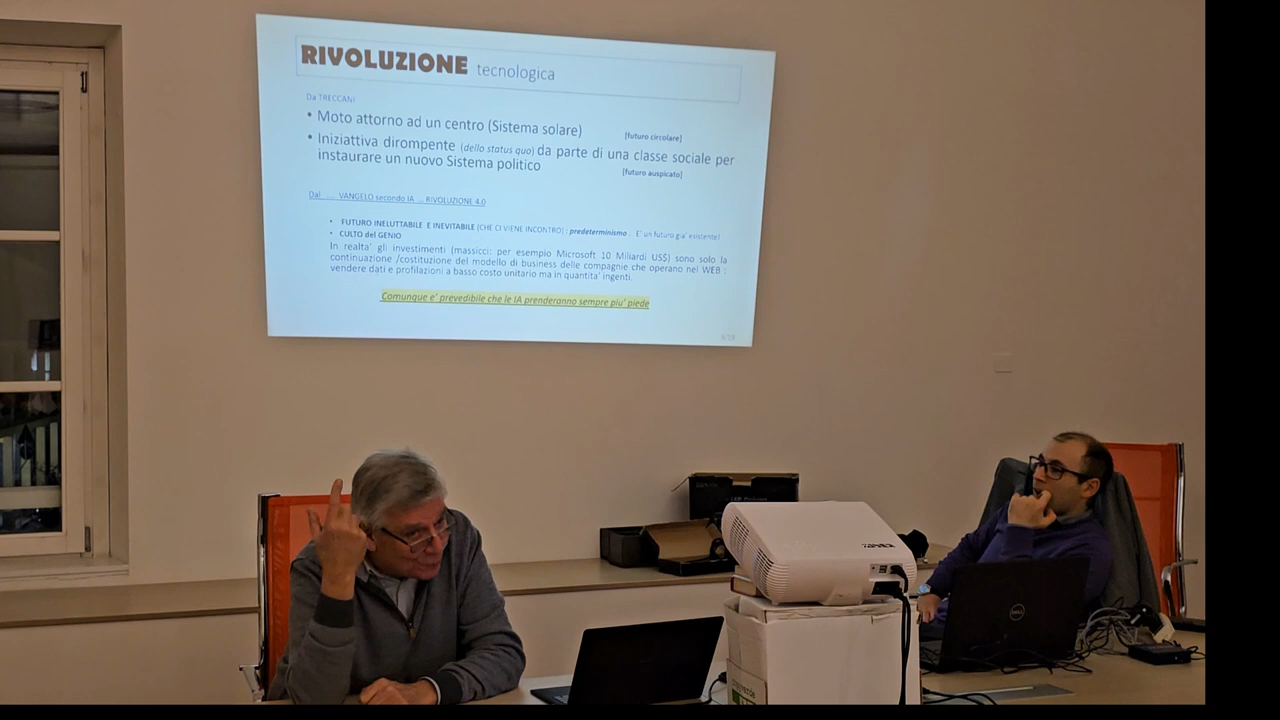 RIVOLUZIONE tecnologica
Da TRECCANI
• Moto attorno ad un centro (Sistema solare) [futuro circolare]
• Iniziattiva dirompente (dello status quo) da parte di una classe sociale per
instaurare un nuovo Sistema politico
[futuro auspicato]
Dal .... VANGELO secondo IA ... RIVOLUZIONE 4.0
• FUTURO INELUTTABILE E INEVITABILE (CHE CI VIENE INCONTRO) : predeterminismo . E' un futuro gia' esistente!
• CULTO del GENIO
In realta' gli investimenti (massicci: per esempio Microsoft 10 Miliardi US$) sono solo la
continuazione /costituzione del modello di business delle compagnie che operano nel WEB :
vendere dati e profilazioni a basso costo unitario ma in quantita' ingenti.
Comunque e' prevedibile che le IA prenderanno sempre piu' piede
DELL